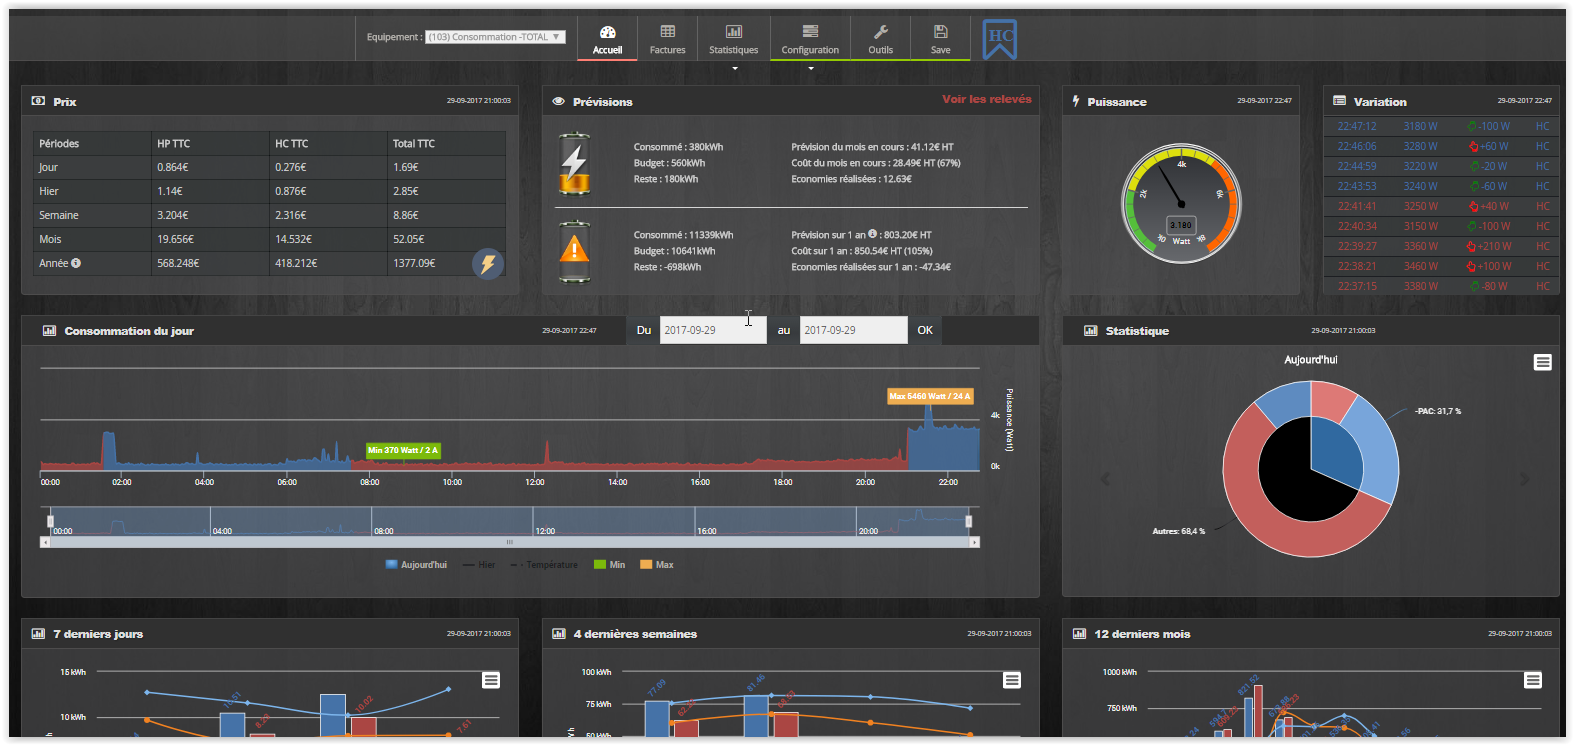 Equipement : (103) Consommation -TOTAL
Accueil
Factures
Statistiques
Configuration
Outils
Save
HC
Prix 29-09-2017 21:00:03
Périodes HP TTC HC TTC Total TTC
Jour 0.864€ 0.276€ 1.69€
Hier 1.14€ 0.876€ 2.85€
Semaine 3.204€ 2.316€ 8.86€
Mois 19.656€ 14.532€ 52.05€
Année 568.248€ 418.212€ 1377.09€
Prévisions Voir les relevés
Consommé : 380kWh Prévision du mois en cours : 41.12€ HT
Budget : 560kWh Coût du mois en cours : 28.49€ HT (67%)
Reste : 180kWh Economies réalisées : 12.63€
Consommé : 11339kWh Prévision sur 1 an : 803.20€ HT
Budget : 10641kWh Coût sur 1 an : 850.54€ HT (105%)
Reste : -698kWh Economies réalisées sur 1 an : -47.34€
Puissance 29-09-2017 22:47
4k
2k 6k
3.180
0k 8k
Watt
Variation 29-09-2017 22:47
22:47:12 3180 W -100 W HC
22:46:06 3280 W +60 W HC
22:44:59 3220 W -20 W HC
22:43:53 3240 W -60 W HC
22:41:41 3250 W +40 W HC
22:40:34 3150 W -100 W HC
22:39:27 3360 W +210 W HC
22:38:21 3460 W +100 W HC
22:37:15 3380 W -80 W HC
Consommation du jour 29-09-2017 22:47 Du 2017-09-29 au 2017-09-29 OK
Max 5460 Watt / 24 A
Min 370 Watt / 2 A
4k
0k
Puissance (Watt)
00:00 02:00 04:00 06:00 08:00 10:00 12:00 14:00 16:00 18:00 20:00 22:00
00:00 04:00 08:00 12:00 16:00 20:00
Aujourd'hui Hier Température Min Max
Statistique 29-09-2017 21:00:03
Aujourd'hui
-PAC: 31,7 %
Autres: 68,4 %
7 derniers jours 29-09-2017 21:00:03
15 kWh
10 kWh
10.51
8.29
10.02
7.61
4 dernières semaines 29-09-2017 21:00:03
100 kWh
75 kWh
50 kWh
77.09
81.46
12 derniers mois 29-09-2017 21:00:03
1000 kWh
750 kWh
821.62